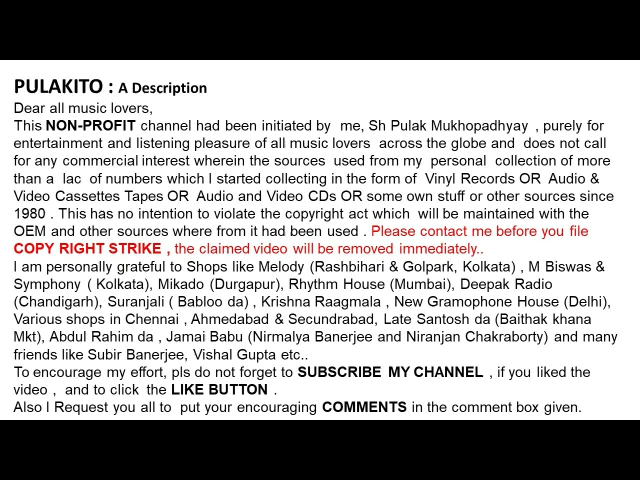 PULAKITO : A Description
Dear all music lovers,
This NON-PROFIT channel had been initiated by me, Sh Pulak Mukhopadhyay , purely for
entertainment and listening pleasure of all music lovers across the globe and does not call
for any commercial interest wherein the sources used from my personal collection of more
than a lac of numbers which I started collecting in the form of Vinyl Records OR Audio &
Video Cassettes Tapes OR Audio and Video CDs OR some own stuff or other sources since
1980 . This has no intention to violate the copyright act which will be maintained with the
OEM and other sources where from it had been used . Please contact me before you file
COPY RIGHT STRIKE , the claimed video will be removed immediately..
I am personally grateful to Shops like Melody (Rashbihari & Golpark, Kolkata) , M Biswas &
Symphony ( Kolkata), Mikado (Durgapur), Rhythm House (Mumbai), Deepak Radio
(Chandigarh), Suranjali ( Babloo da) , Krishna Raagmala , New Gramophone House (Delhi),
Various shops in Chennai , Ahmedabad & Secundrabad, Late Santosh da (Baithak khana
Mkt), Abdul Rahim da , Jamai Babu (Nirmalya Banerjee and Niranjan Chakraborty) and many
friends like Subir Banerjee, Vishal Gupta etc..
To encourage my effort, pls do not forget to SUBSCRIBE MY CHANNEL , if you liked the
video , and to click the LIKE BUTTON .
Also I Request you all to put your encouraging COMMENTS in the comment box given.